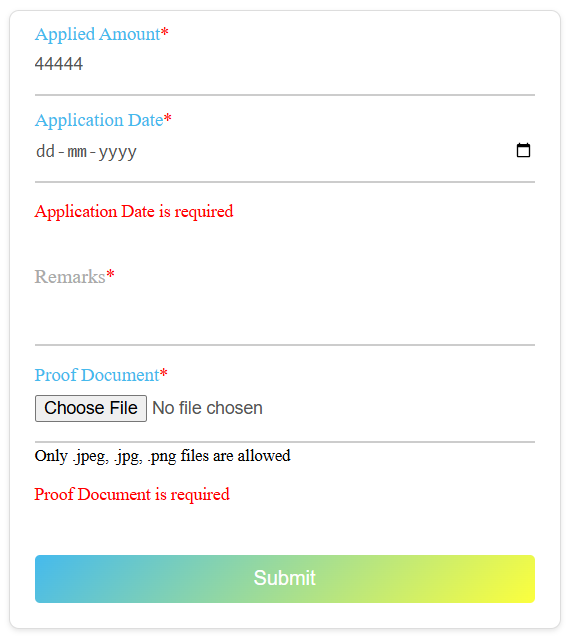 Applied Amount*
44444
Application Date*
dd-mm-yyyy
Application Date is required
Remarks*
Proof Document*
Choose File No file chosen
Only .jpeg, .jpg, .png files are allowed
Proof Document is required
Submit